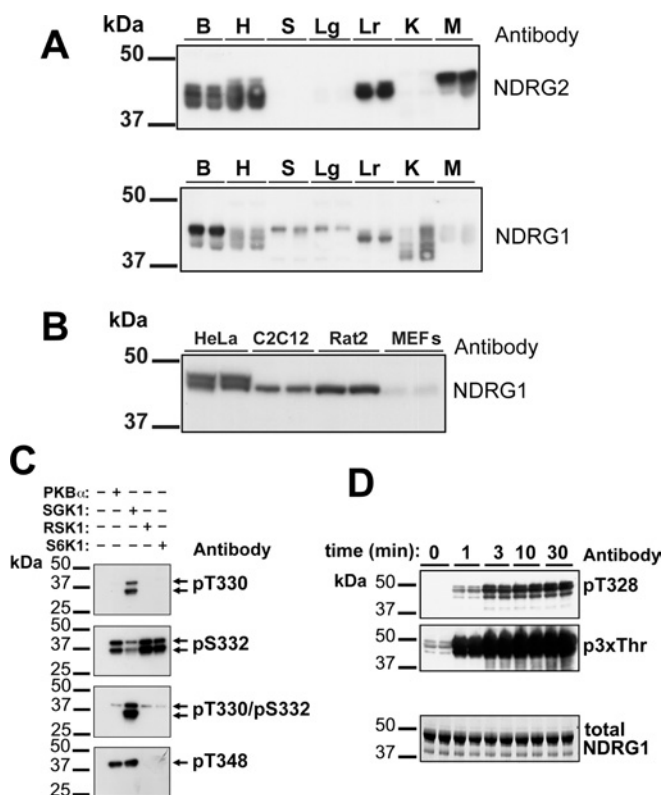 A
kDa B H S Lg Lr K M Antibody
50
37
NDRG2
B H S Lg Lr K M
50
37
NDRG1
B
kDa HeLa C2C12 Rat2 MEFs Antibody
50
37
NDRG1
C
PKBα: - + - - -
SGK1: - - + - -
RSK1: - - - + -
S6K1: - - - - +
kDa Antibody
50
37
25
pT330
50
37
25
pS332
50
37
25
pT330/pS332
50
37
25
pT348
D
time (min): 0 1 3 10 30 Antibody
kDa
50
37
pT328
50
37
p3xThr
50
37
total
NDRG1